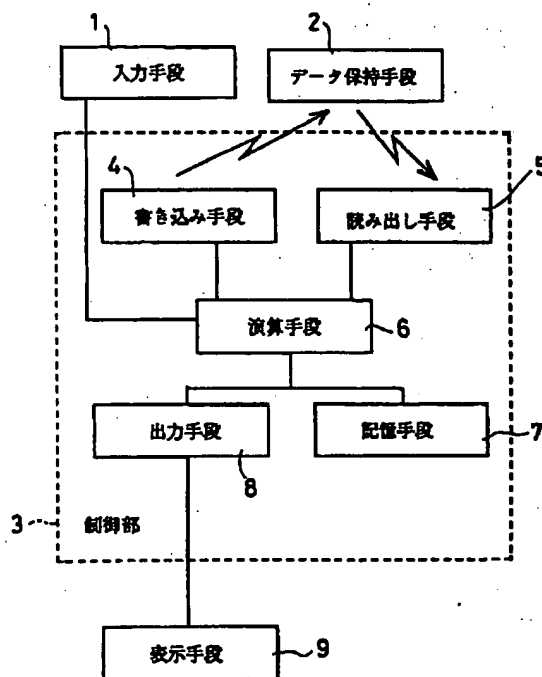 1
入力手段
2
データ保持手段
4
書き込み手段
5
読み出し手段
演算手段
6
出力手段
8
記憶手段
7
3
制御部
表示手段
9